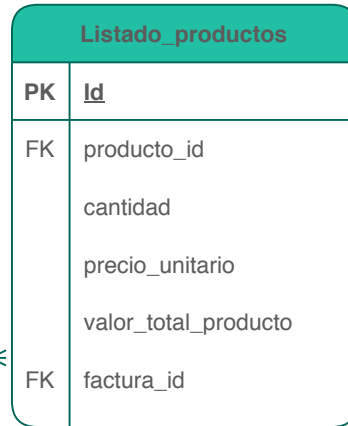 Listado_productos
PK Id
FK producto_id
cantidad
precio_unitario
valor_total_producto
FK factura_id